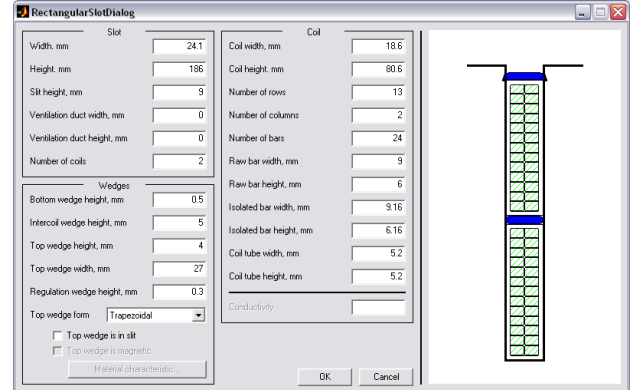 RectangularSlotDialog
Slot
Width. mm 24.1
Height. mm 186
Slit height, mm 9
Ventilation duct width, mm 0
Ventilation duct height, mm 0
Number of coils 2
Wedges
Bottom wedge height, mm 0.5
Intercoil wedge height, mm 5
Top wedge height, mm 4
Top wedge width, mm 27
Regulation wedge height, mm 0.3
Top wedge form Trapezoidal
Top wedge is in slit
Top wedge is magnetic
Material characteristic...
Coil
Coil width, mm 18.6
Coil height. mm 80.6
Number of rows 13
Number of columns 2
Number of bars 24
Raw bar width, mm 9
Raw bar height, mm 6
Isolated bar width, mm 9.16
Isolated bar height, mm 6.16
Coil tube width, mm 5.2
Coil tube height, mm 5.2
Conductivity
OK Cancel